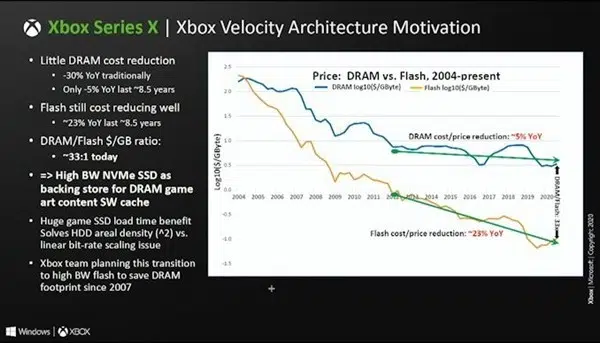 Xbox Series X | Xbox Velocity Architecture Motivation
• Little DRAM cost reduction
• -30% YoY traditionally
• Only -5% YoY last ~8.5 years
• Flash still cost reducing well
• ~23% YoY last ~8.5 years
• DRAM/Flash $/GB ratio:
• ~33:1 today
• => High BW NVMe SSD as
backing store for DRAM game
art content SW cache
• Huge game SSD load time benefit
Solves HDD areal density (^2) vs.
linear bit-rate scaling issue
• Xbox team planning this transition
to high BW flash to save DRAM
footprint since 2007
Price: DRAM vs. Flash, 2004-present
DRAM log10($/GByte)
Flash log10($/GByte)
Log10($/GByte)
2.5
2.0
1.5
1.0
0.5
0.0
-0.5
-1.0
-1.5
2004 2005 2006 2007 2008 2009 2010 2011 2012 2013 2014 2015 2016 2017 2018 2019 2020
DRAM cost/price reduction: ~5% YoY
Flash cost/price reduction: ~23% YoY
DRAM/Flash: 33x
Xbox | Microsoft | Copyright 2020
Windows | XBOX